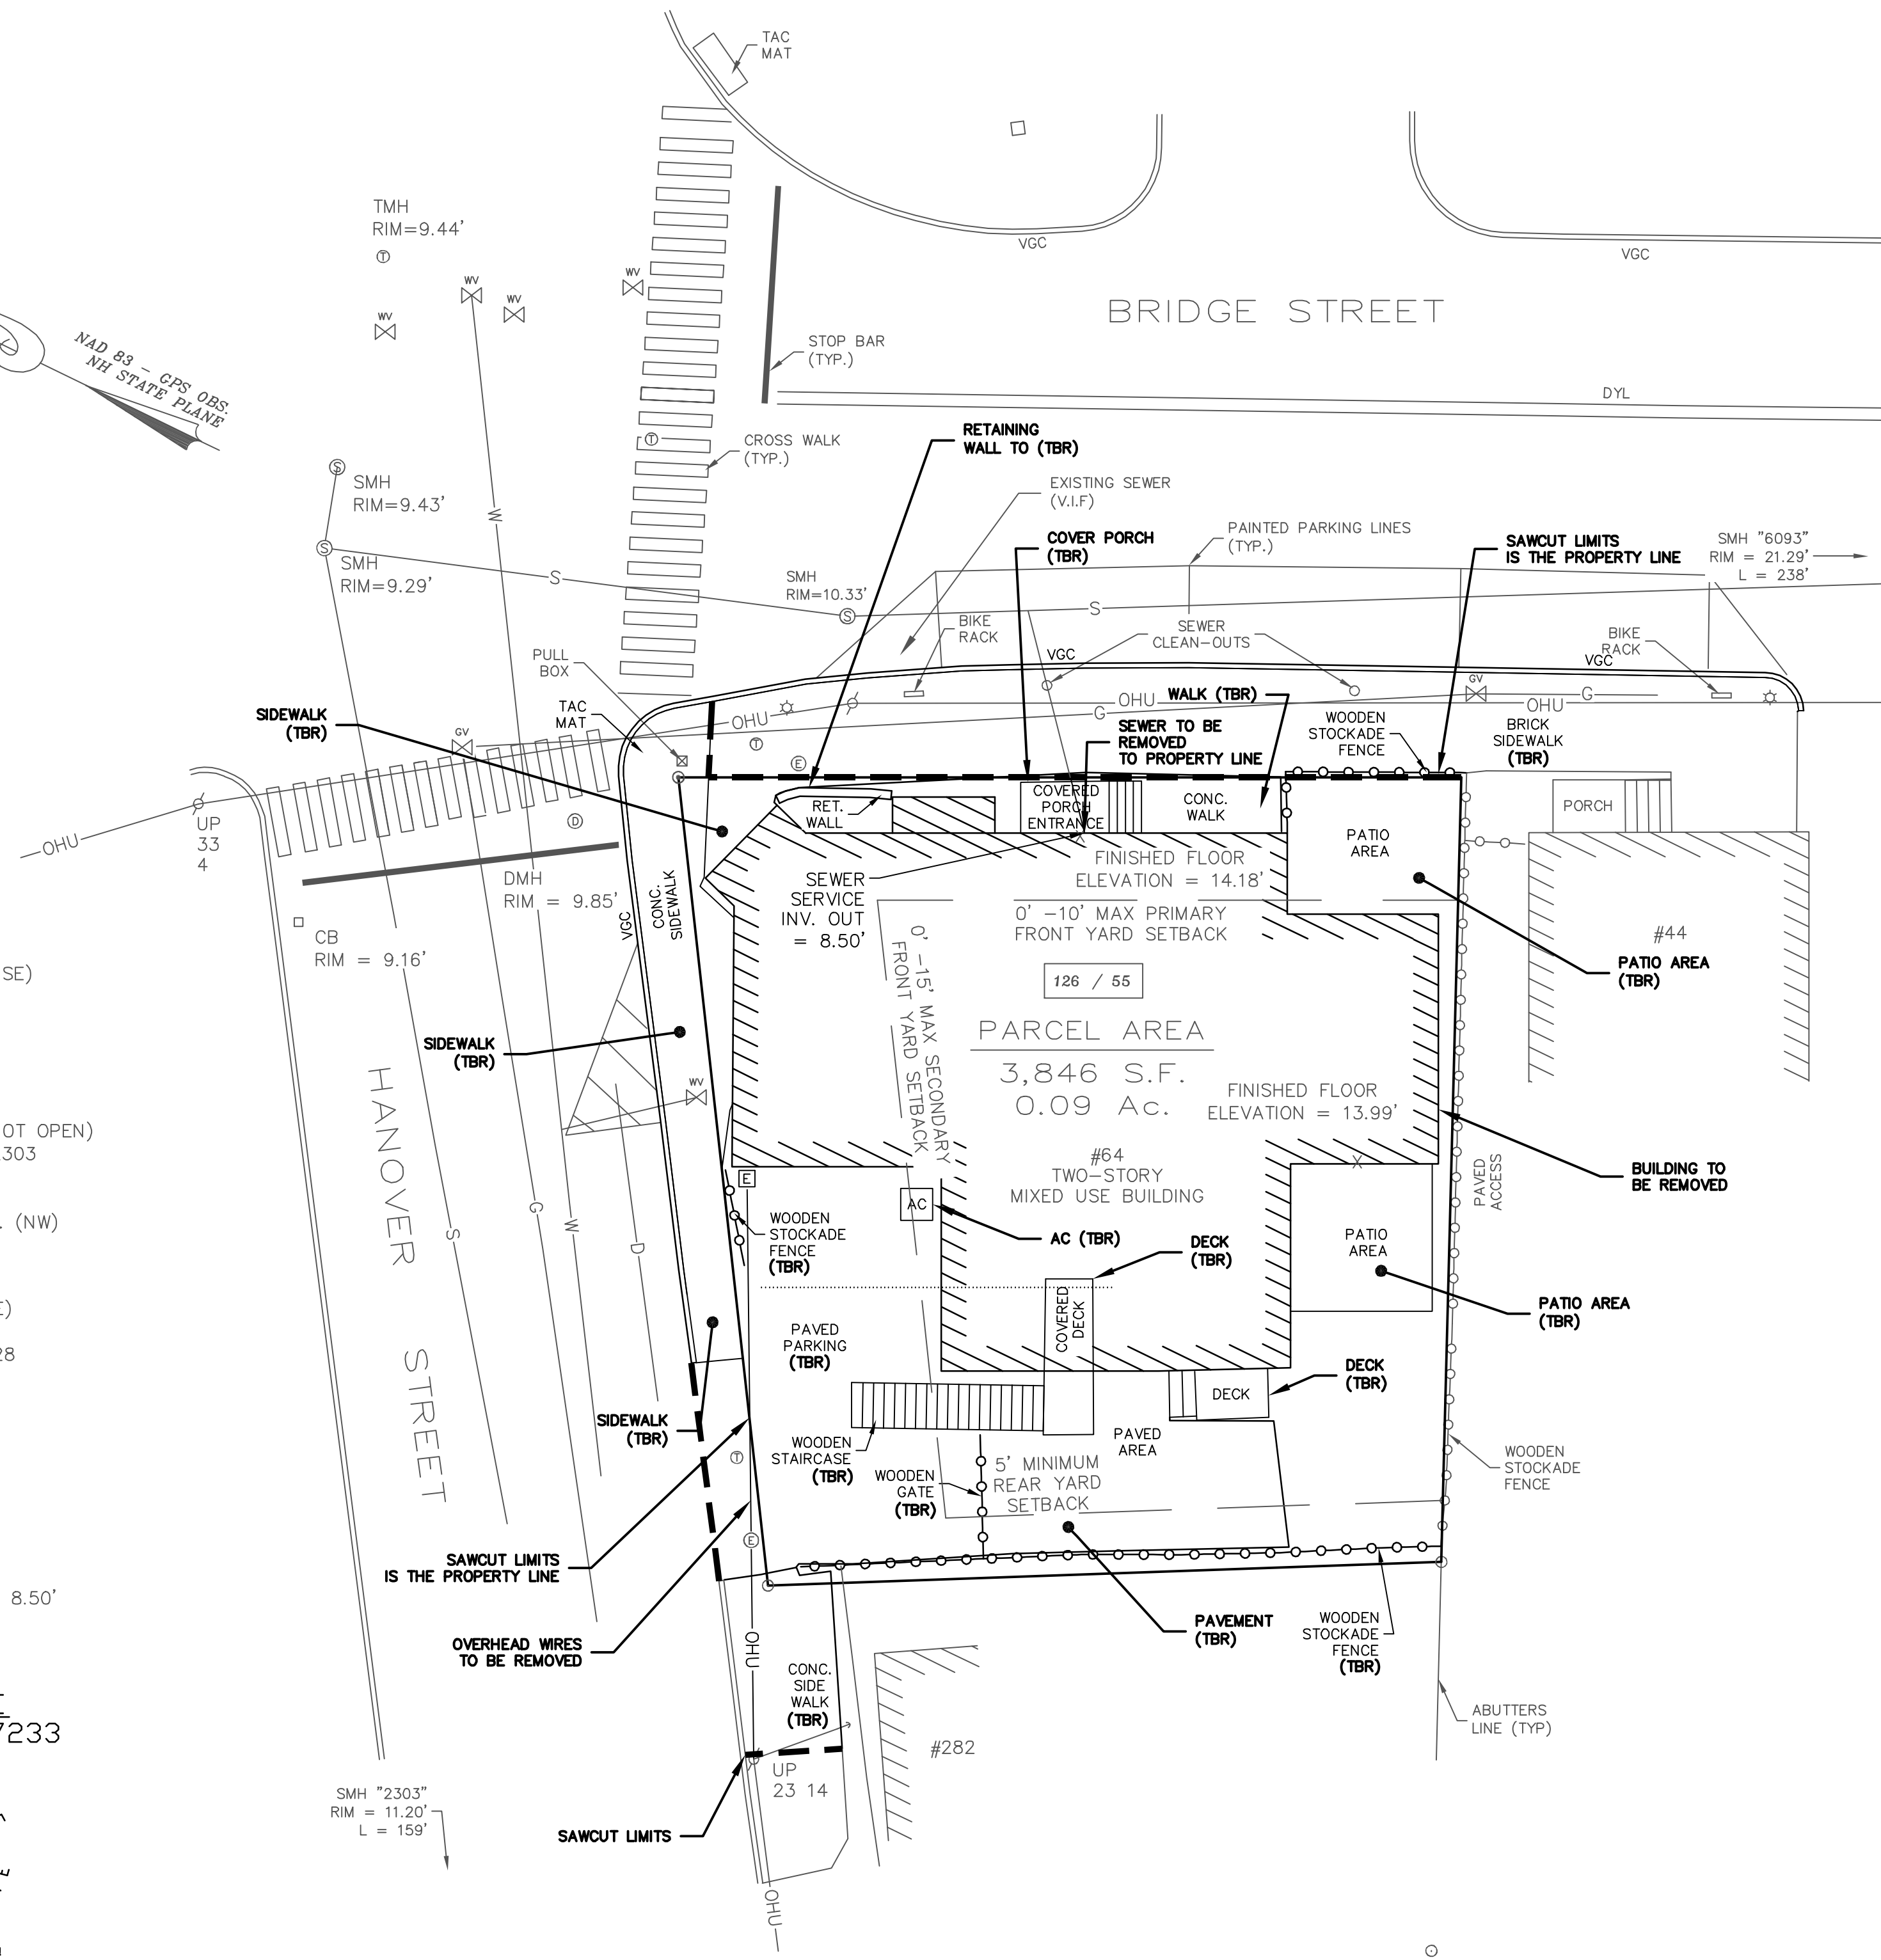 TAC
MAT
TMH
RIM=9.44'
T
WV
WV
WV
WV
VGC
VGC
BRIDGE STREET
NAD 83 - GPS OBS.
NH STATE PLANE
STOP BAR
(TYP.)
DYL
RETAINING
WALL TO (TBR)
CROSS WALK
(TYP.)
T
S
SMH
RIM=9.43'
EXISTING SEWER
(V.I.F)
W
COVER PORCH
(TBR)
PAINTED PARKING LINES
(TYP.)
SAWCUT LIMITS
IS THE PROPERTY LINE
SMH "6093"
RIM = 21.29'
L = 238'
S
SMH
RIM=9.29'
S
SMH
RIM=10.33'
S
S
BIKE
RACK
SEWER
CLEAN-OUTS
BIKE
RACK
PULL
BOX
VGC
VGC
TAC
MAT
SIDEWALK
(TBR)
OHU
OHU
G
WALK (TBR)
GV
G
OHU
GV
T
E
SEWER TO BE
REMOVED
TO PROPERTY LINE
WOODEN
STOCKADE
FENCE
BRICK
SIDEWALK
(TBR)
OHU
UP
33
4
D
RET.
WALL
COVERED
PORCH
ENTRANCE
CONC.
WALK
PATIO
AREA
PORCH
DMH
RIM = 9.85'
CONC.
SIDEWALK
VGC
SEWER
SERVICE
INV. OUT
= 8.50'
FINISHED FLOOR
ELEVATION = 14.18'
0' -10' MAX PRIMARY
FRONT YARD SETBACK
CB
RIM = 9.16'
0' -15' MAX SECONDARY
FRONT YARD SETBACK
#44
SE)
126 / 55
PATIO AREA
(TBR)
PARCEL AREA
3,846 S.F.
0.09 Ac.
SIDEWALK
(TBR)
WV
FINISHED FLOOR
ELEVATION = 13.99'
OT OPEN)
303
HANOVER STREET
#64
TWO-STORY
MIXED USE BUILDING
PAVED
ACCESS
BUILDING TO
BE REMOVED
E
AC
. (NW)
S
G
W
D
WOODEN
STOCKADE
FENCE
(TBR)
AC (TBR)
DECK
(TBR)
PATIO
AREA
COVERED
DECK
E)
PATIO AREA
(TBR)
PAVED
PARKING
(TBR)
28
DECK
(TBR)
DECK
SIDEWALK
(TBR)
T
WOODEN
STAIRCASE
(TBR)
PAVED
AREA
WOODEN
GATE
(TBR)
5' MINIMUM
REAR YARD
SETBACK
WOODEN
STOCKADE
FENCE
E
SAWCUT LIMITS
IS THE PROPERTY LINE
8.50'
OVERHEAD WIRES
TO BE REMOVED
OHU
PAVEMENT
(TBR)
WOODEN
STOCKADE
FENCE
(TBR)
CONC.
SIDE
WALK
(TBR)
ABUTTERS
LINE (TYP)
7233
#282
UP
23 14
SMH "2303"
RIM = 11.20'
L = 159'
SAWCUT LIMITS
OHU